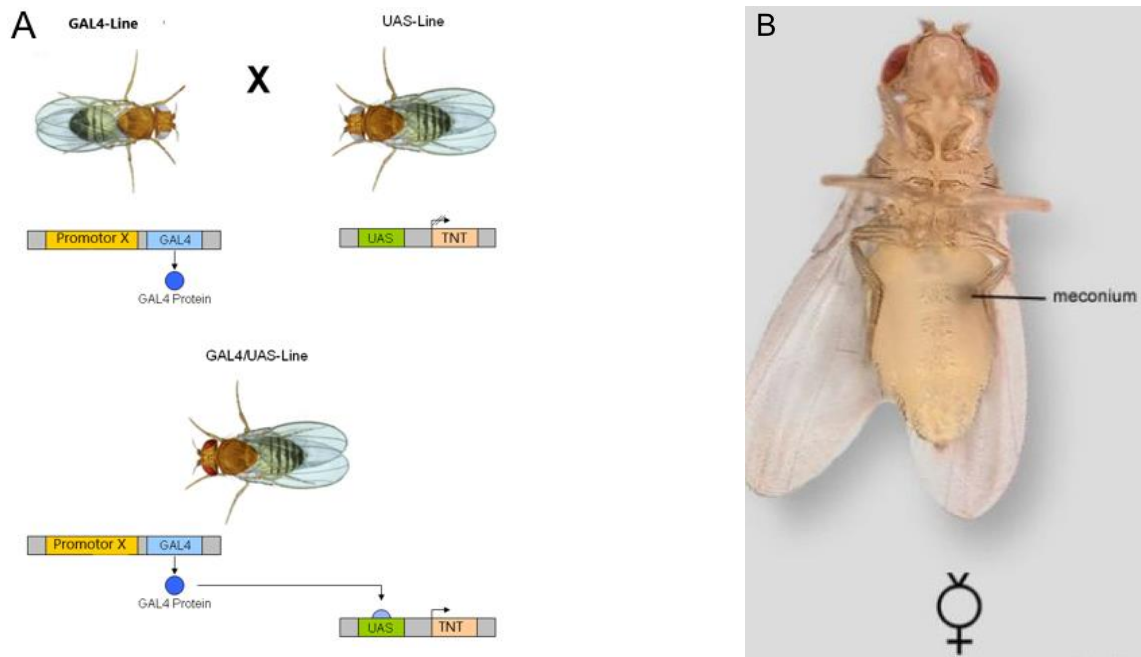 A
GAL4-Line
UAS-Line
X
Promotor X
GAL4
GAL4 Protein
UAS
TNT
GAL4/UAS-Line
Promotor X
GAL4
GAL4 Protein
UAS
TNT
B
meconium